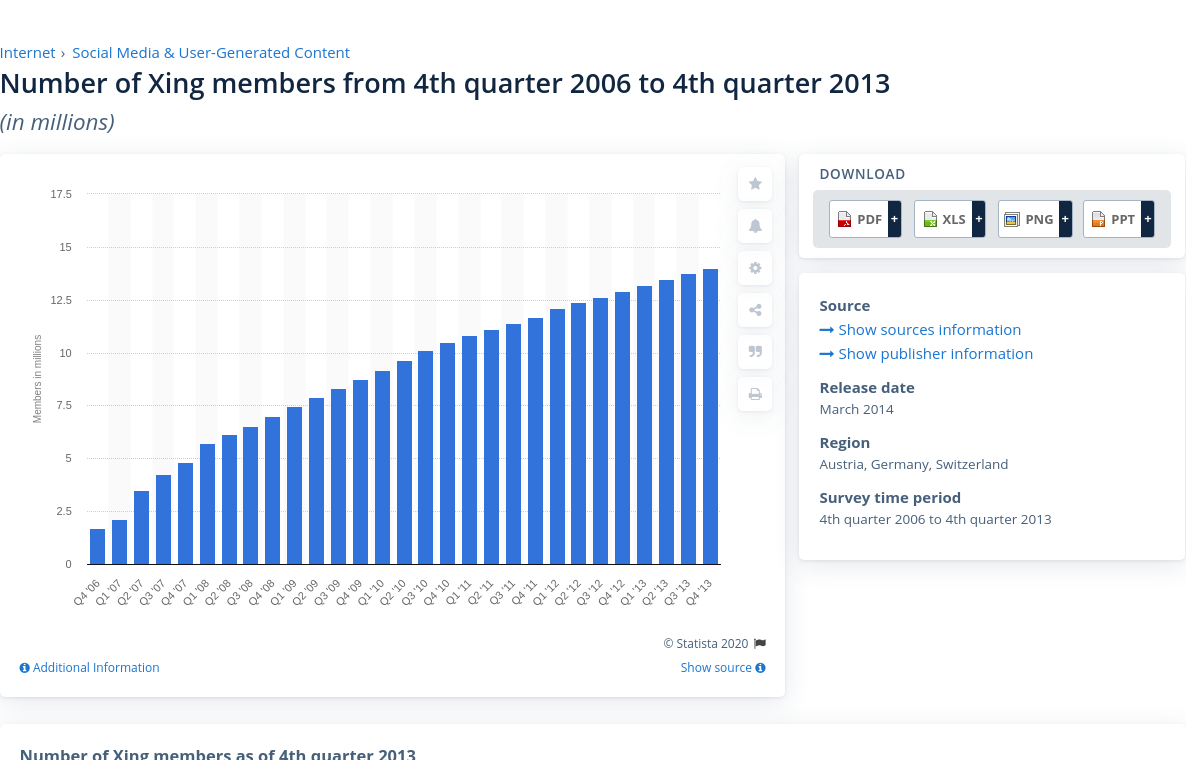 Internet › Social Media & User-Generated Content
Number of Xing members from 4th quarter 2006 to 4th quarter 2013
(in millions)
Members in millions
17.5
15
12.5
10
7.5
5
2.5
0
Q4 '06 Q1 '07 Q2 '07 Q3 '07 Q4 '07 Q1 '08 Q2 '08 Q3 '08 Q4 '08 Q1 '09 Q2 '09 Q3 '09 Q4 '09 Q1 '10 Q2 '10 Q3 '10 Q4 '10 Q1 '11 Q2 '11 Q3 '11 Q4 '11 Q1 '12 Q2 '12 Q3 '12 Q4 '12 Q1 '13 Q2 '13 Q3 '13 Q4 '13
© Statista 2020
Additional Information
Show source
DOWNLOAD
PDF + XLS + PNG + PPT +
Source
Show sources information
Show publisher information
Release date
March 2014
Region
Austria, Germany, Switzerland
Survey time period
4th quarter 2006 to 4th quarter 2013
Number of Xing members as of 4th quarter 2013